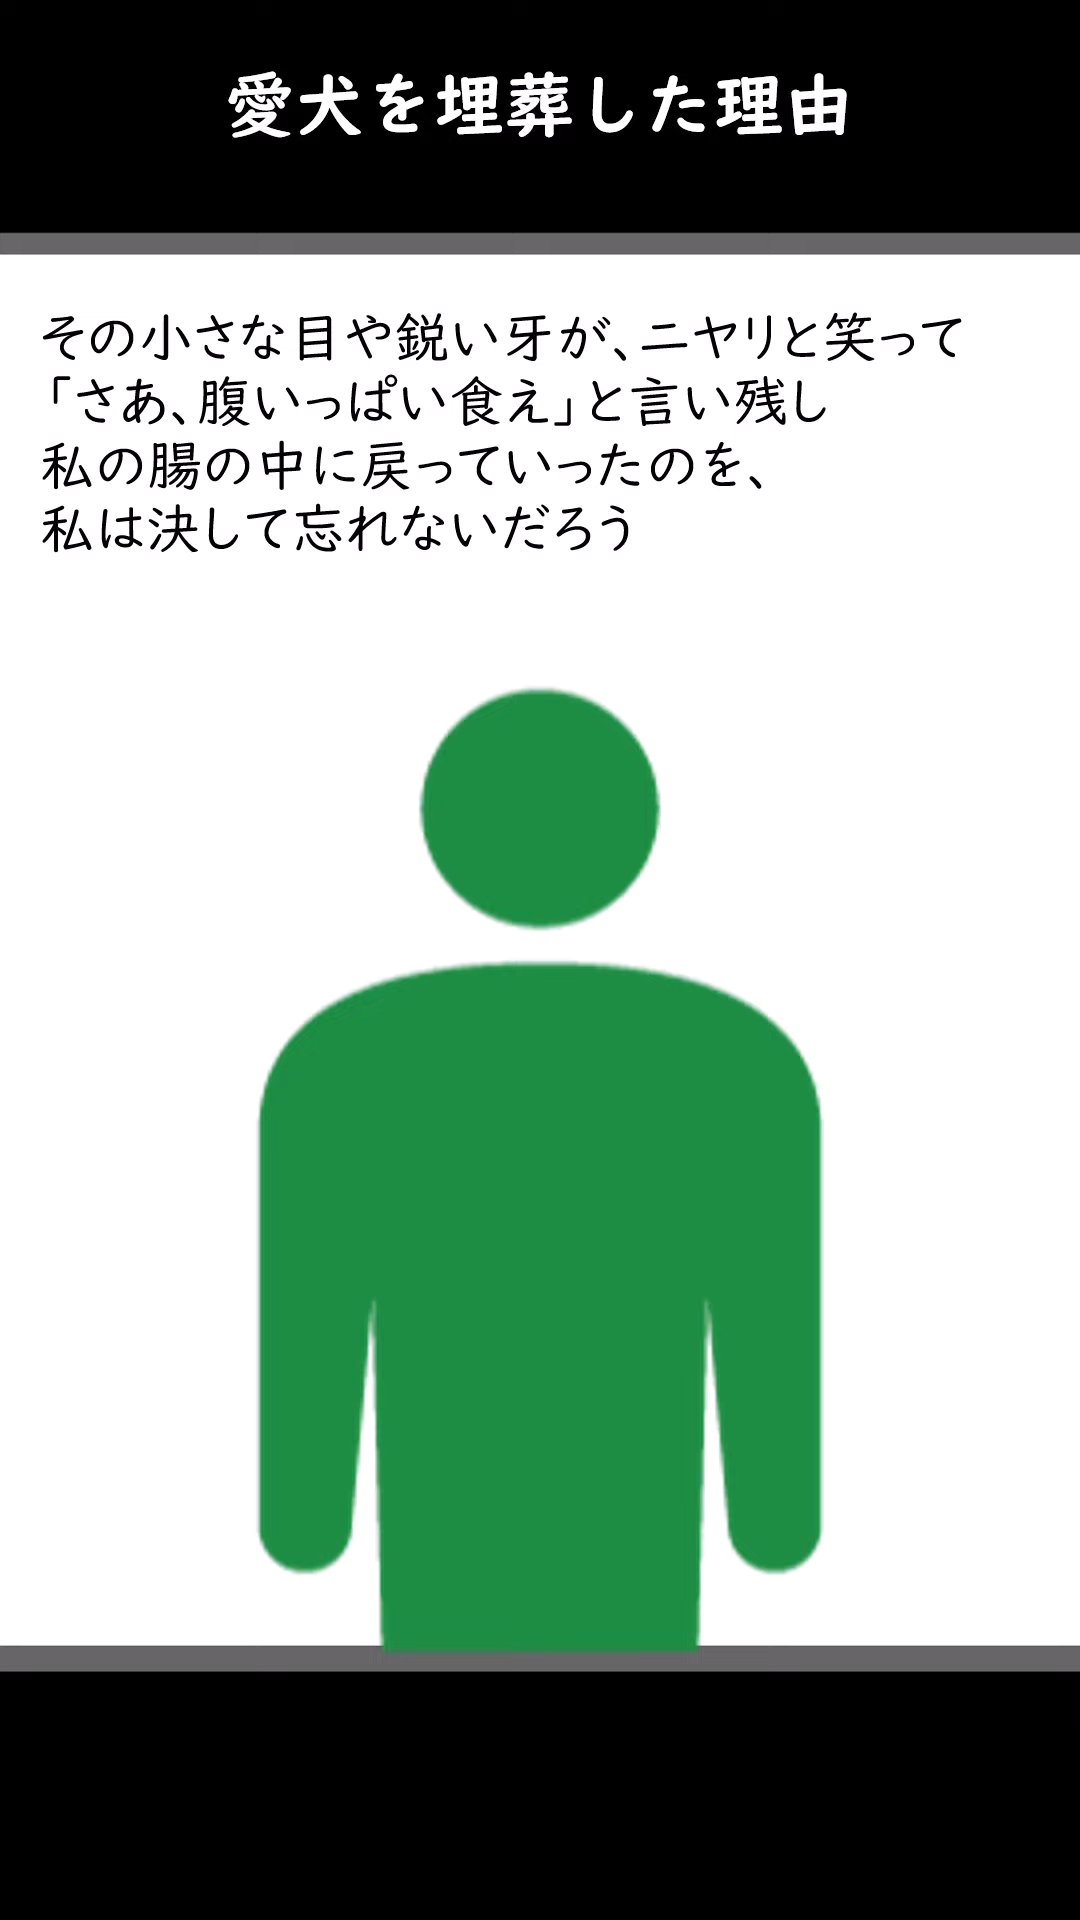 愛犬を埋葬した理由
その小さな目や鋭い牙が、ニヤリと笑って
「さあ、腹いっぱい食え」と言い残し
私の腸の中に戻っていったのを、
私は決して忘れないだろう